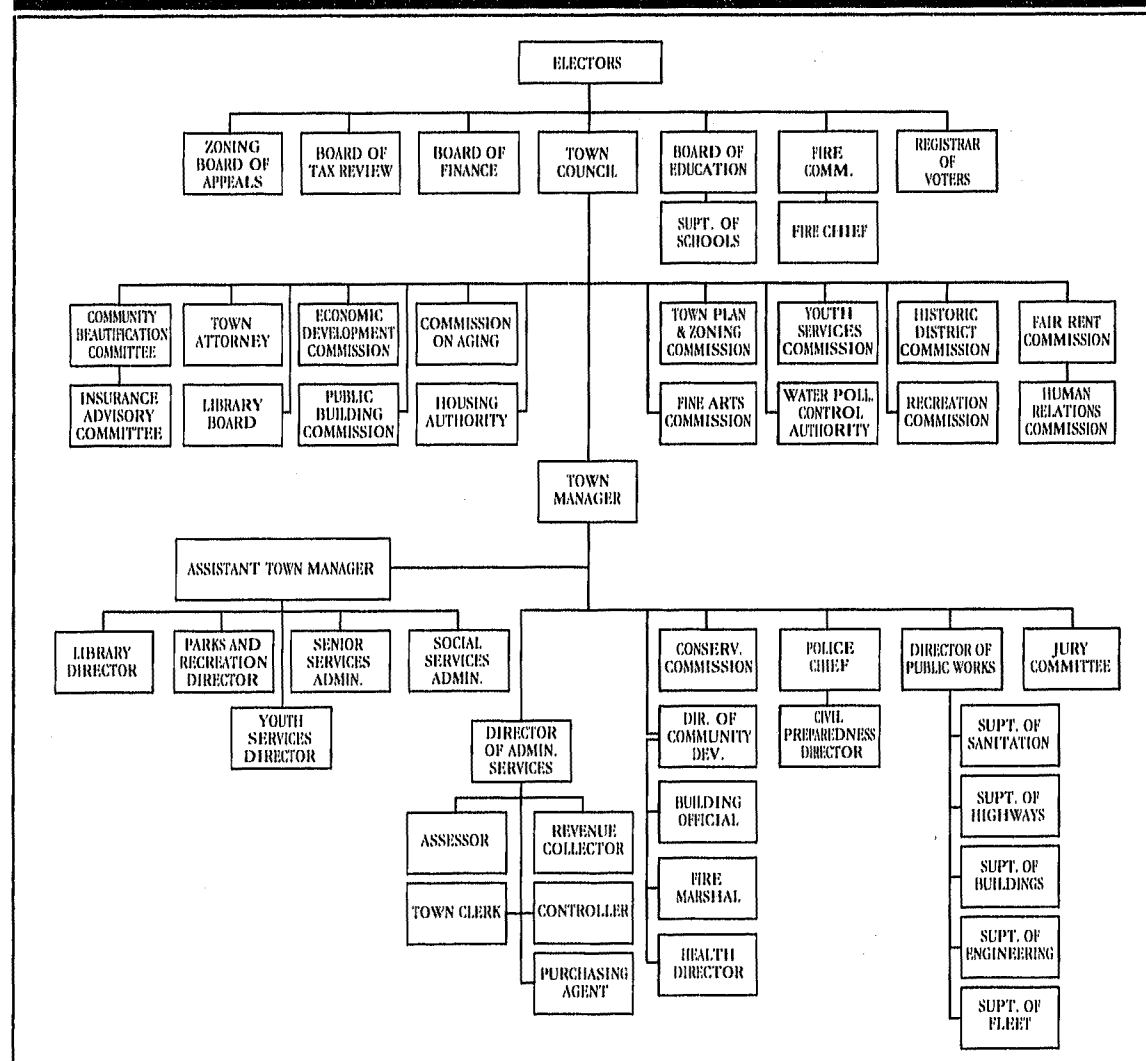 ELECTORS
ZONING
BOARD OF
APPEALS
BOARD OF
TAX REVIEW
BOARD OF
FINANCE
TOWN
COUNCIL
BOARD OF
EDUCATION
FIRE
COMM.
REGISTRAR
OF
VOTERS
SUPT. OF
SCHOOLS
FIRE CHIEF
COMMUNITY
BEAUTIFICATION
COMMITTEE
TOWN
ATTORNEY
ECONOMIC
DEVELOPMENT
COMMISSION
COMMISSION
ON AGING
TOWN PLAN
& ZONING
COMMISSION
YOUTH
SERVICES
COMMISSION
HISTORIC
DISTRICT
COMMISSION
FAIR RENT
COMMISSION
INSURANCE
ADVISORY
COMMITTEE
LIBRARY
BOARD
PUBLIC
BUILDING
COMMISSION
HOUSING
AUTHORITY
FINE ARTS
COMMISSION
WATER POLL.
CONTROL
AUTHORITY
RECREATION
COMMISSION
HUMAN
RELATIONS
COMMISSION
TOWN
MANAGER
ASSISTANT TOWN MANAGER
LIBRARY
DIRECTOR
PARKS AND
RECREATION
DIRECTOR
SENIOR
SERVICES
ADMIN.
SOCIAL
SERVICES
ADMIN.
CONSERV.
COMMISSION
POLICE
CHIEF
DIRECTOR OF
PUBLIC WORKS
JURY
COMMITTEE
YOUTH
SERVICES
DIRECTOR
DIRECTOR
OF ADMIN.
SERVICES
DIR. OF
COMMUNITY
DEV.
CIVIL
PREPAREDNESS
DIRECTOR
SUPT. OF
SANITATION
ASSESSOR
REVENUE
COLLECTOR
BUILDING
OFFICIAL
SUPT. OF
HIGHWAYS
TOWN CLERK
CONTROLLER
FIRE
MARSHAL
SUPT. OF
BUILDINGS
PURCHASING
AGENT
HEALTH
DIRECTOR
SUPT. OF
ENGINEERING
SUPT. OF
FLEET